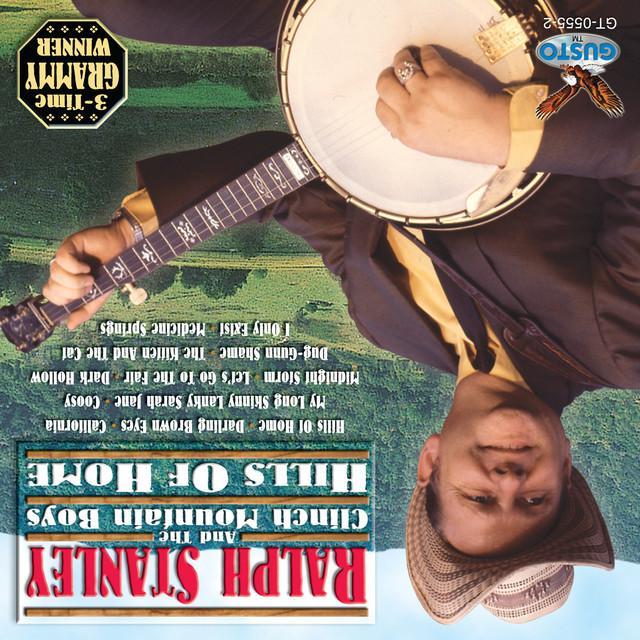 RALPH STANLEY
And The
Clinch Mountain Boys
HILLS OF HOME
Hills Of Home • Darling Brown Eyes • California
My Long Skinny Lanky Sarah Jane • Coosy
Midnight Storm • Let's Go To The Fair • Dark Hollow
Dug-Gunn Shame • The Kitten And The Cat
I Only Exist • Medicine Springs
3-Time
GRAMMY
WINNER
GUSTO
TM
GT-0555-2